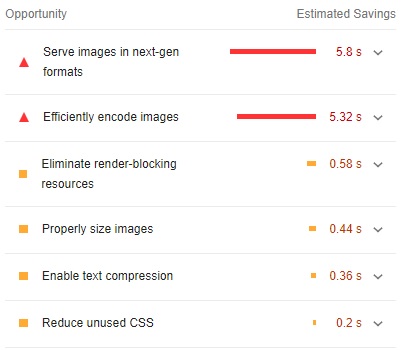 Opportunity Estimated Savings
Serve images in next-gen 5.8 s
formats
Efficiently encode images 5.32 s
Eliminate render-blocking 0.58 s
resources
Properly size images 0.44 s
Enable text compression 0.36 s
Reduce unused CSS 0.2 s